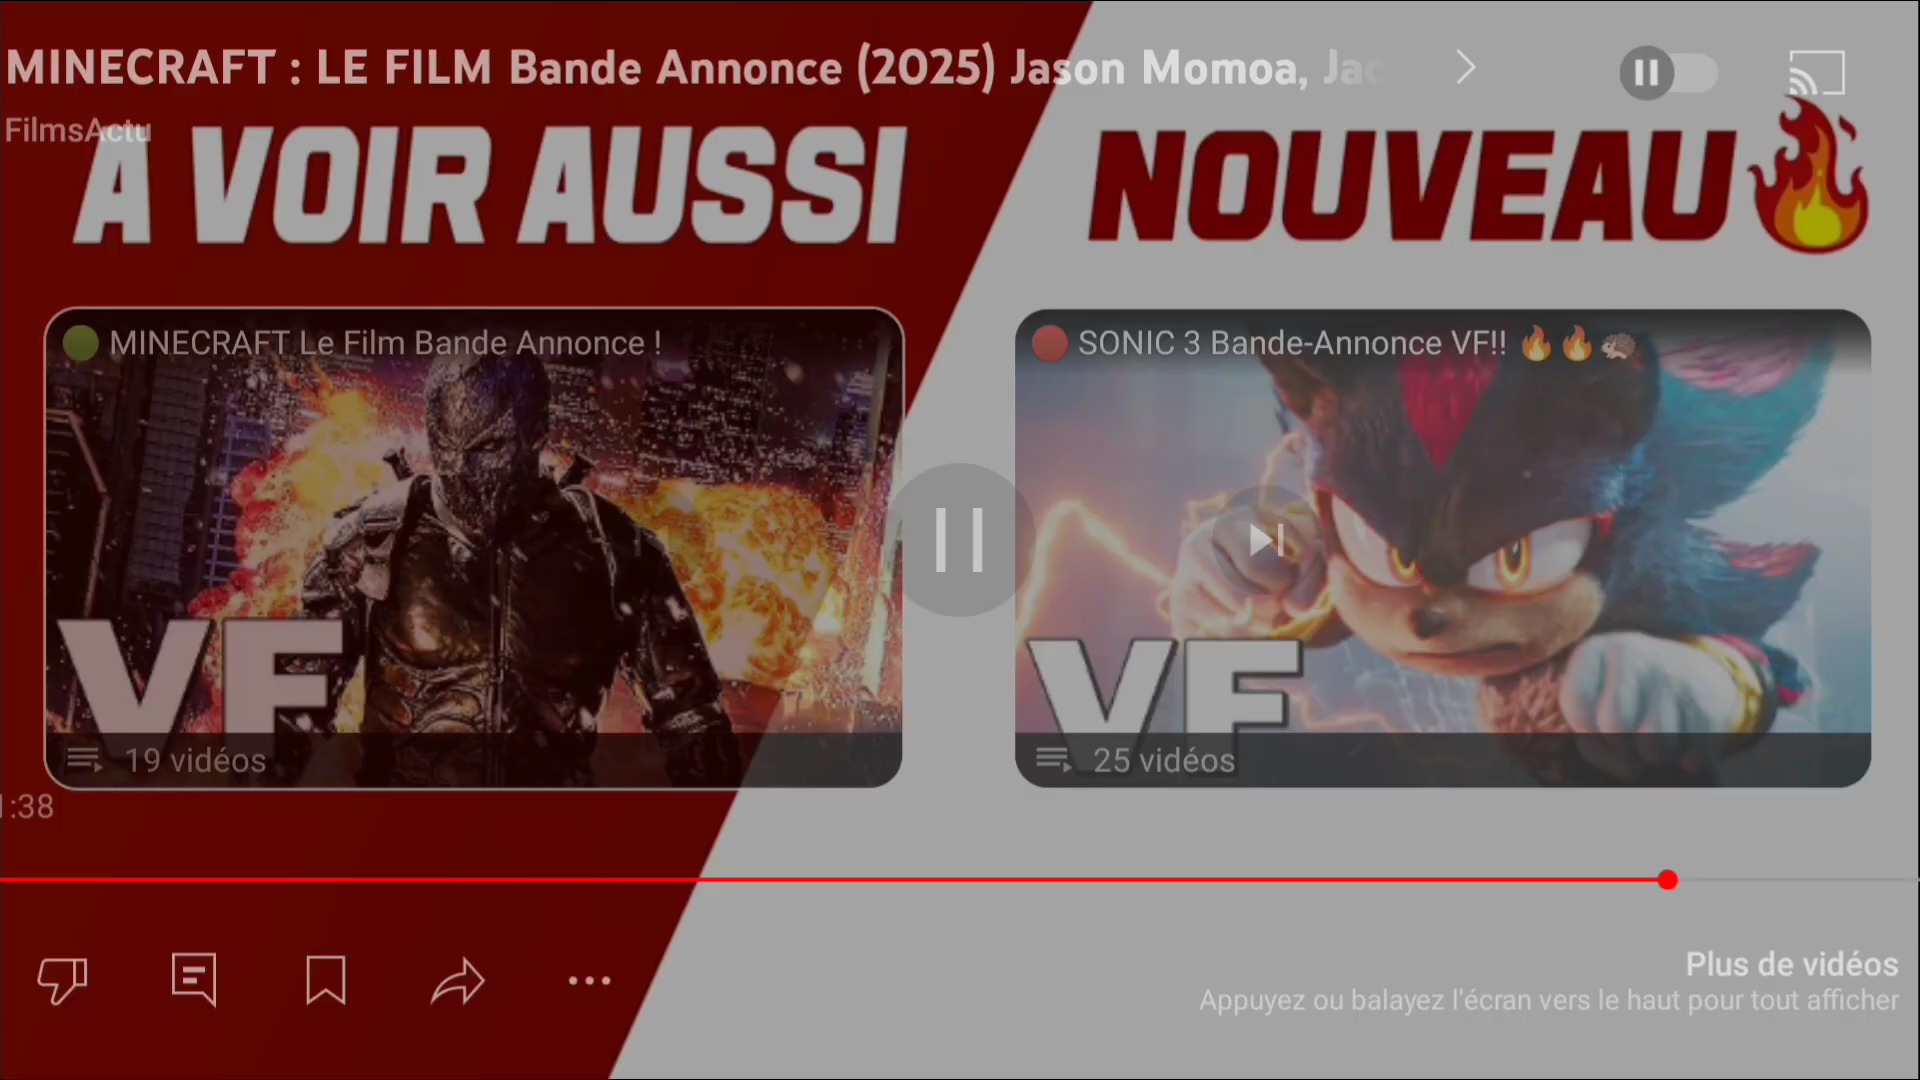 MINECRAFT : LE FILM Bande Annonce (2025) Jason Momoa,
FilmsActu
A VOIR AUSSI
NOUVEAU
MINECRAFT Le Film Bande Annonce !
VF
19 vidéos
SONIC 3 Bande-Annonce VF!!
VF
25 vidéos
:38
Plus de vidéos
Appuyez ou balayez l'écran vers le haut pour tout afficher